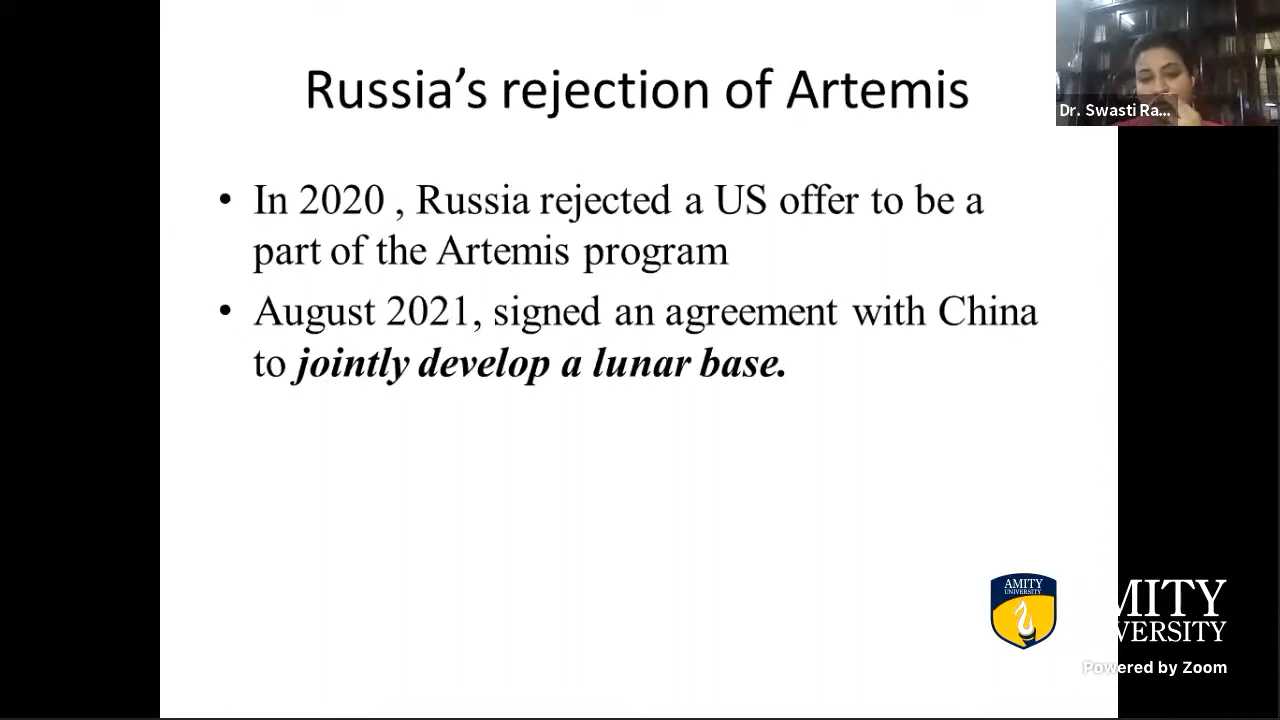 Russia’s rejection of Artemis
Dr. Swasti Ra...
• In 2020 , Russia rejected a US offer to be a
part of the Artemis program
• August 2021, signed an agreement with China
to jointly develop a lunar base.
AMITY
UNIVERSITY
MITY
VERSITY
Powered by Zoom